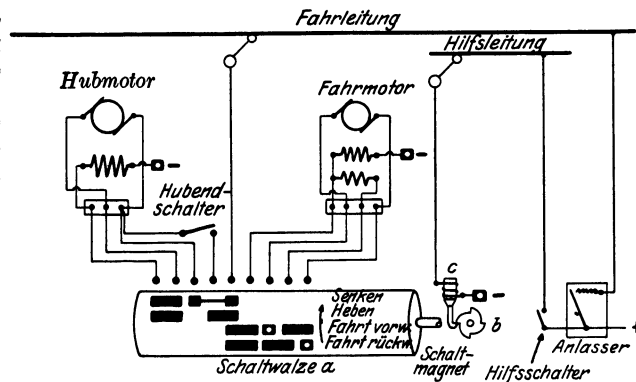 Fahrleitung
Hilfsleitung
Hubmotor
Fahrmotor
Hubend-
schalter
c
Senken
Heben
Fahrt vorw.
Fahrt rückw.
b
Schaltwalze a
Schalt-
magnet
Hilfsschalter
Anlasser
+